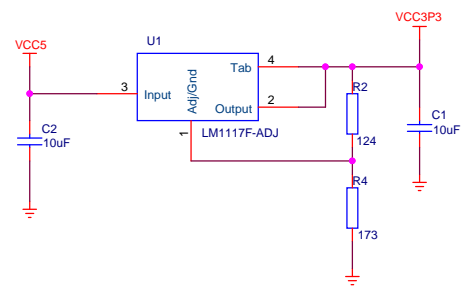 VCC3P3
VCC5
U1
Tab 4
3 Input
Adj/Gnd
R2
Output 2
C1
10uF
1
LM1117F-ADJ
C2
10uF
124
R4
173